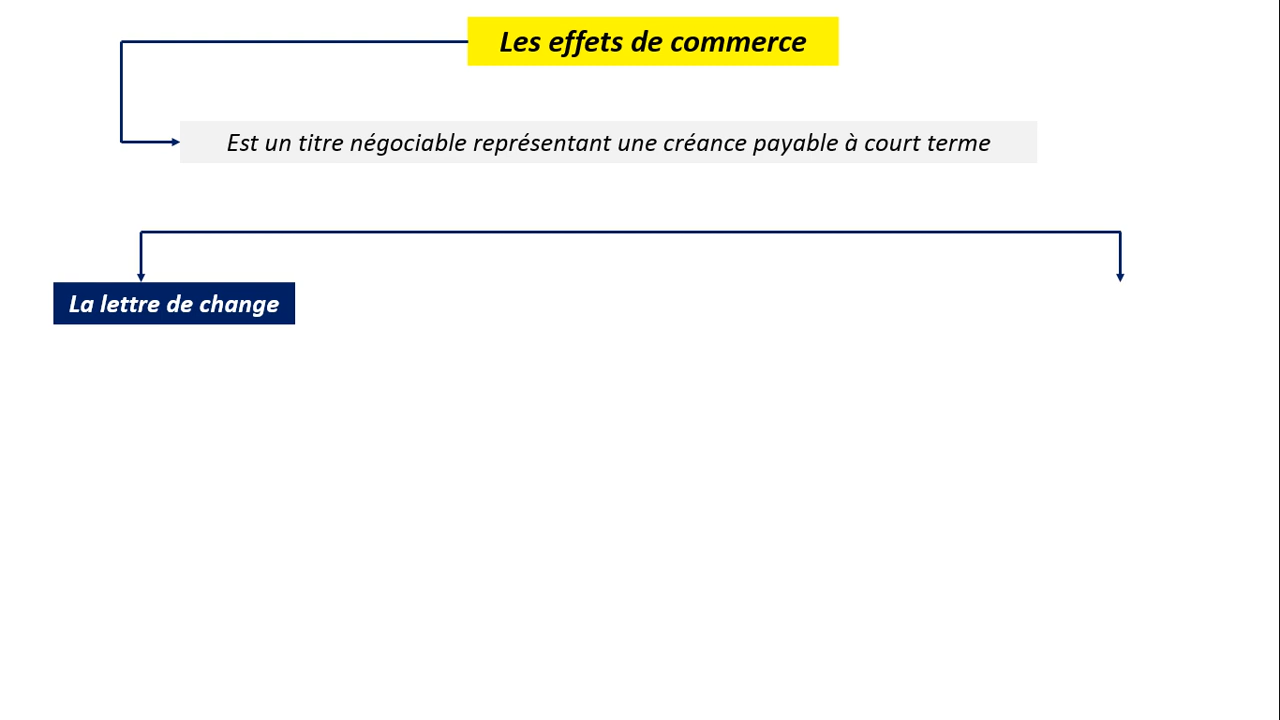 Les effets de commerce
Est un titre négociable représentant une créance payable à court terme
La lettre de change